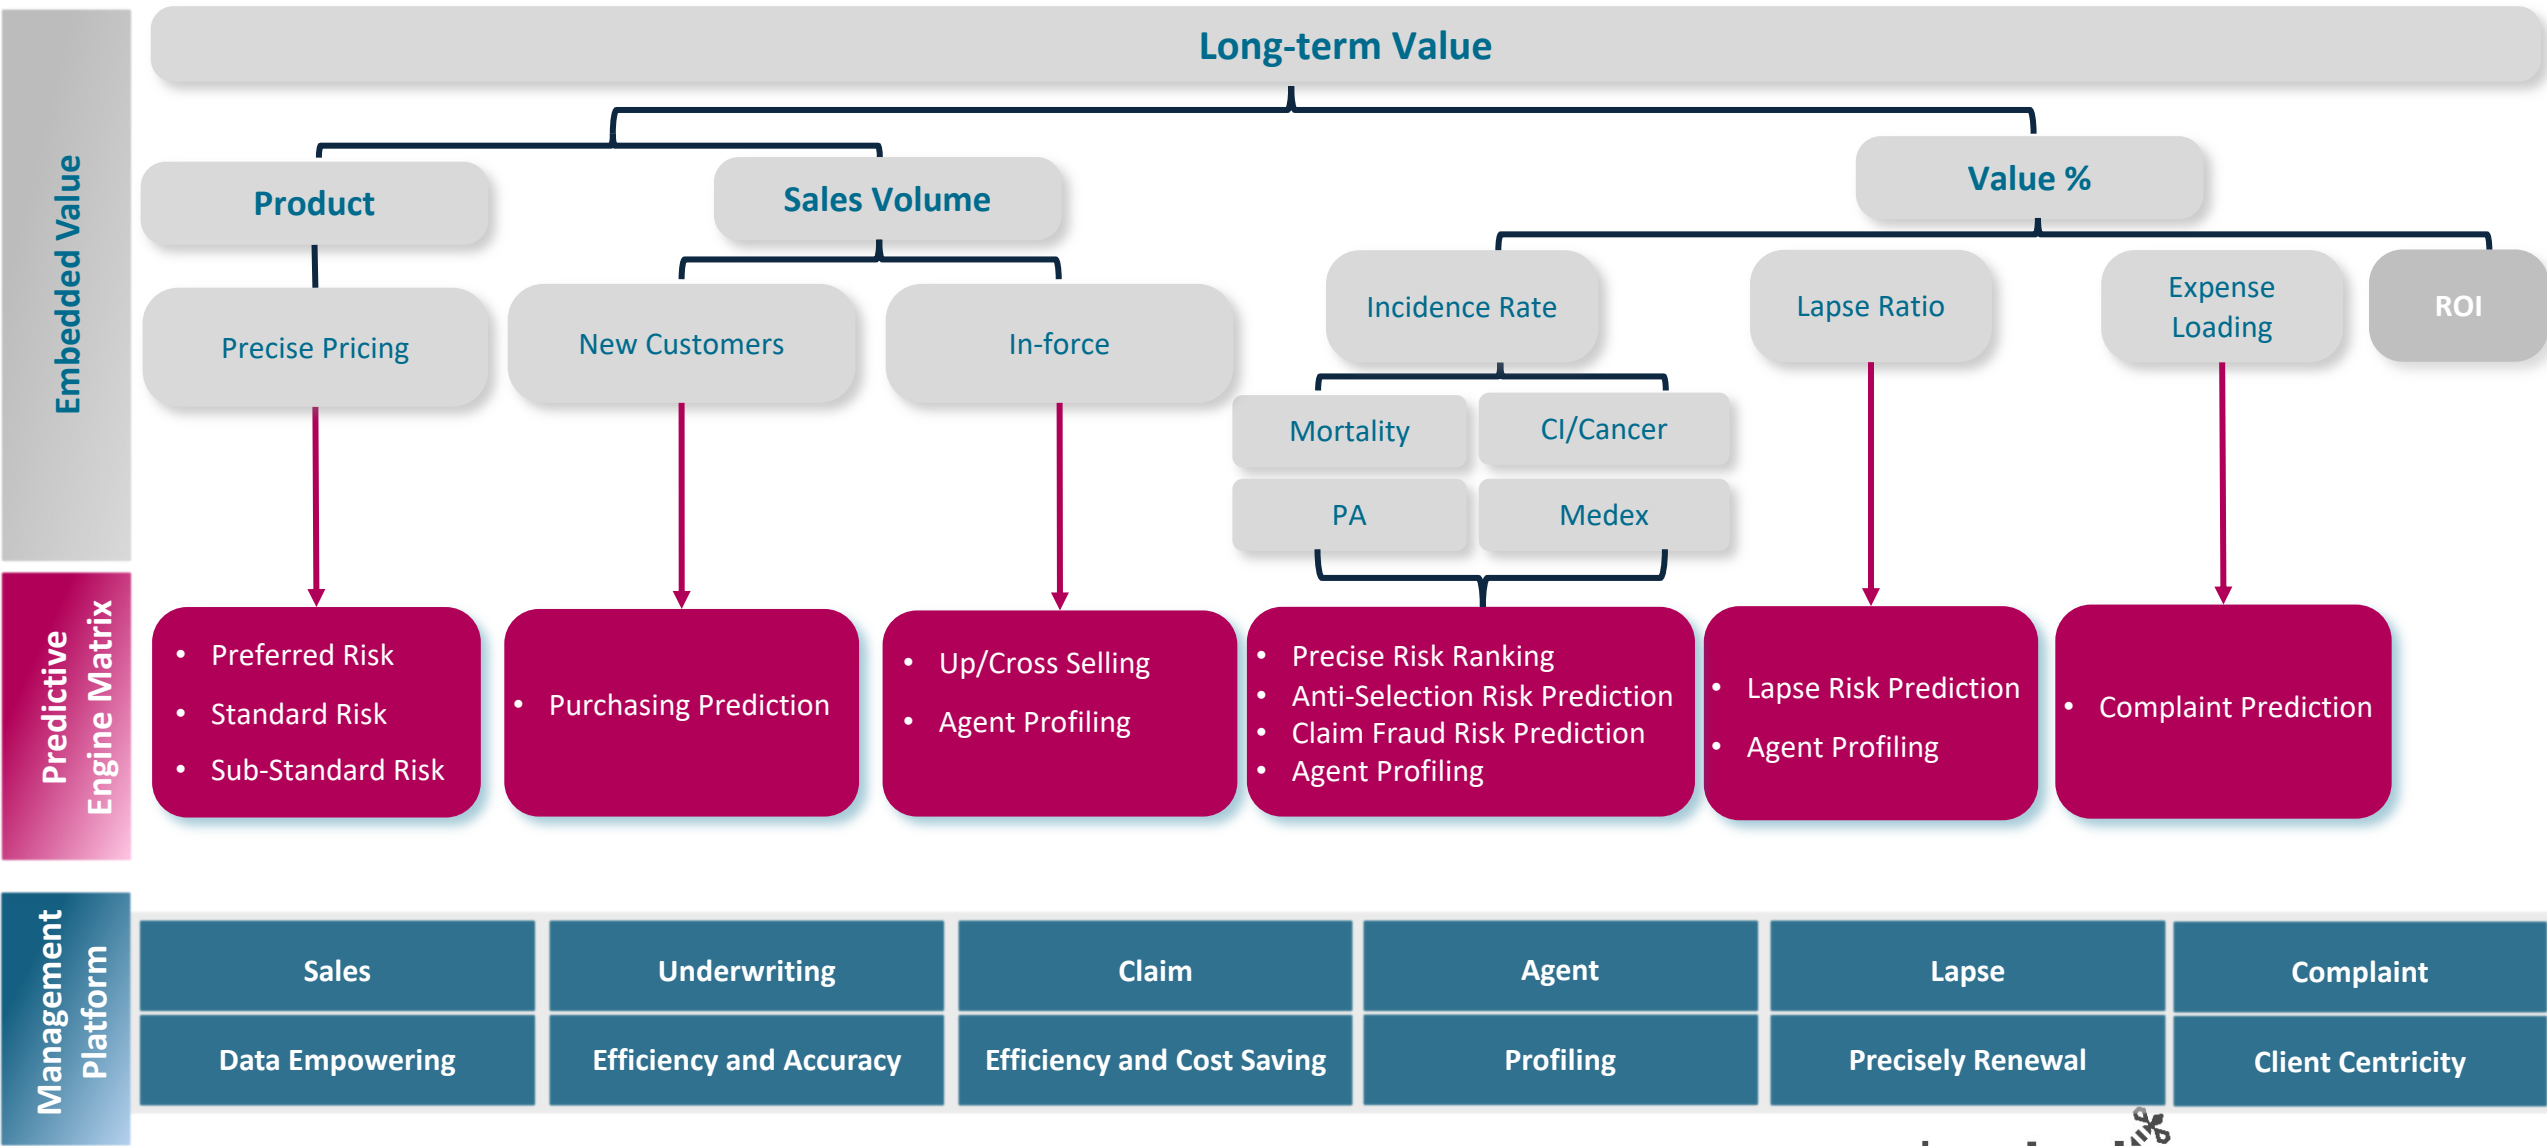 Long-term Value
Embedded Value
Product
Sales Volume
Value %
Precise Pricing
New Customers
In-force
Incidence Rate
Lapse Ratio
Expense
Loading
ROI
Mortality
CI/Cancer
PA
Medex
Predictive
Engine Matrix
• Preferred Risk
• Standard Risk
• Sub-Standard Risk
• Purchasing Prediction
• Up/Cross Selling
• Agent Profiling
• Precise Risk Ranking
• Anti-Selection Risk Prediction
• Claim Fraud Risk Prediction
• Agent Profiling
• Lapse Risk Prediction
• Agent Profiling
• Complaint Prediction
Management
Platform
Sales
Underwriting
Claim
Agent
Lapse
Complaint
Data Empowering
Efficiency and Accuracy
Efficiency and Cost Saving
Profiling
Precisely Renewal
Client Centricity